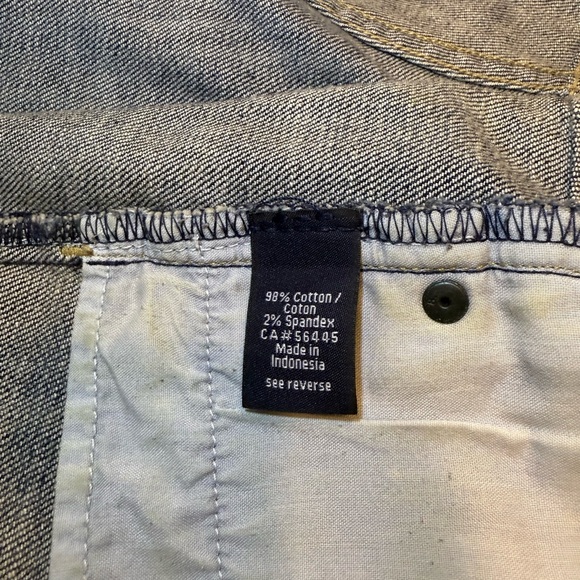 98% Cotton /
Coton
2% Spandex
CA#56445
Made in
Indonesia
see reverse